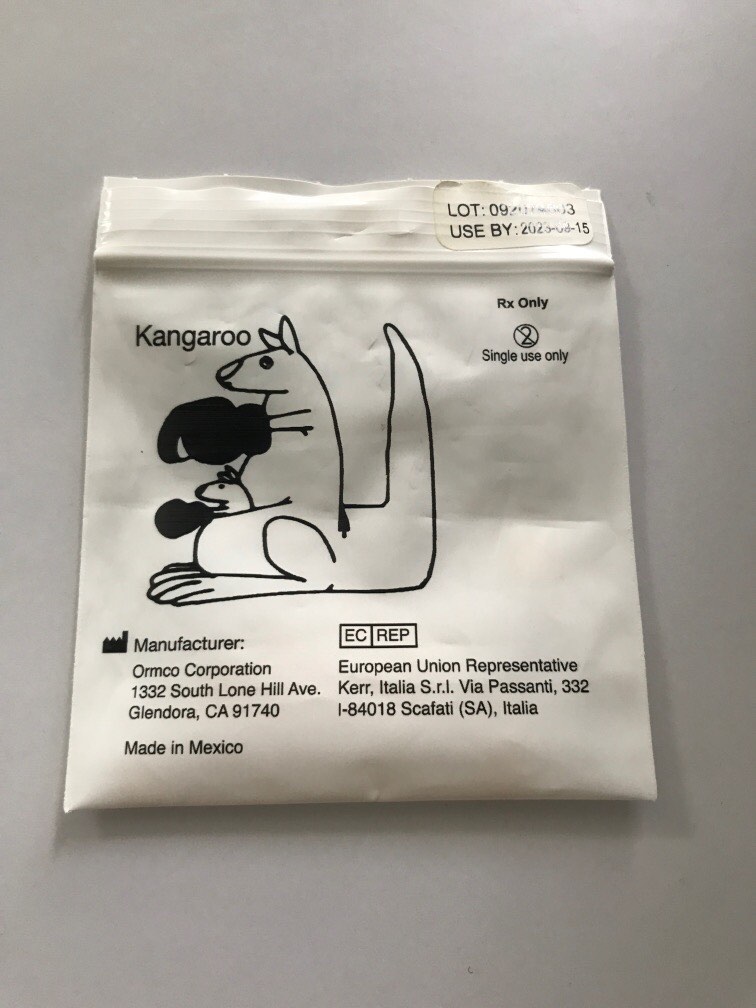 LOT:
USE BY:
Rx Only
2
Single use only
Kangaroo
Manufacturer:
Ormco Corporation
1332 South Lone Hill Ave.
Glendora, CA 91740
Made in Mexico
EC REP
European Union Representative
Kerr, Italia S.r.l. Via Passanti, 332
I-84018 Scafati (SA), Italia